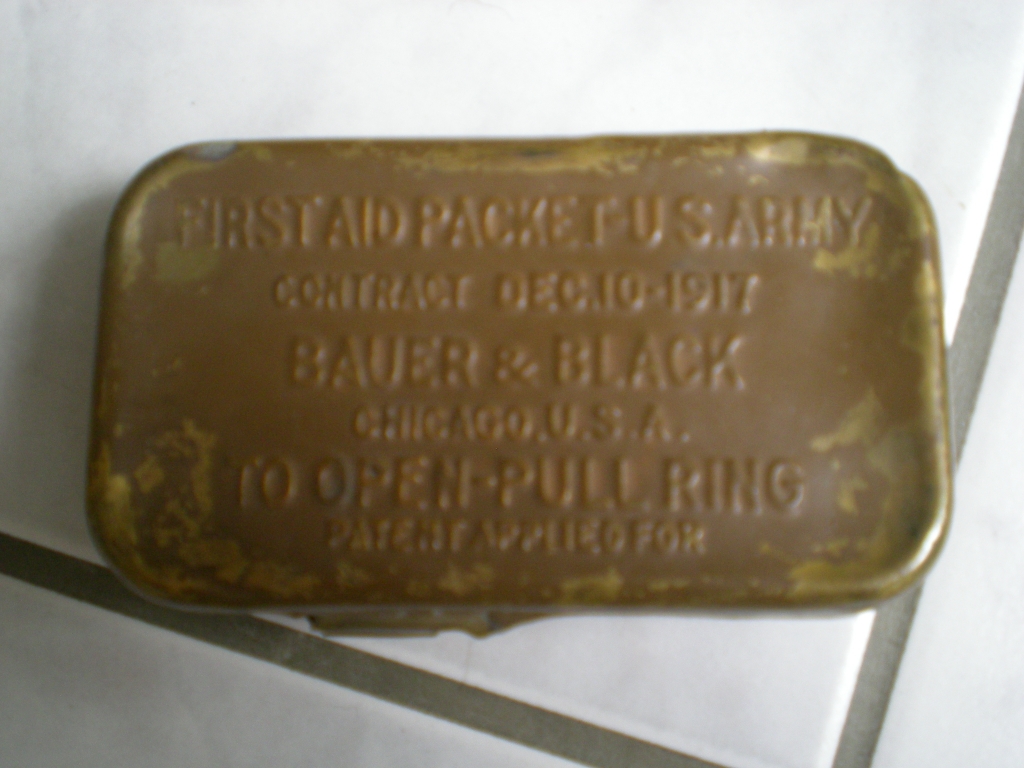 FIRST AID PACKET-U.S. ARMY
CONTRACT DEC.10-1917
BAUER & BLACK
CHICAGO.U.S.A.
TO OPEN-PULL RING
PATENT APPLIED FOR